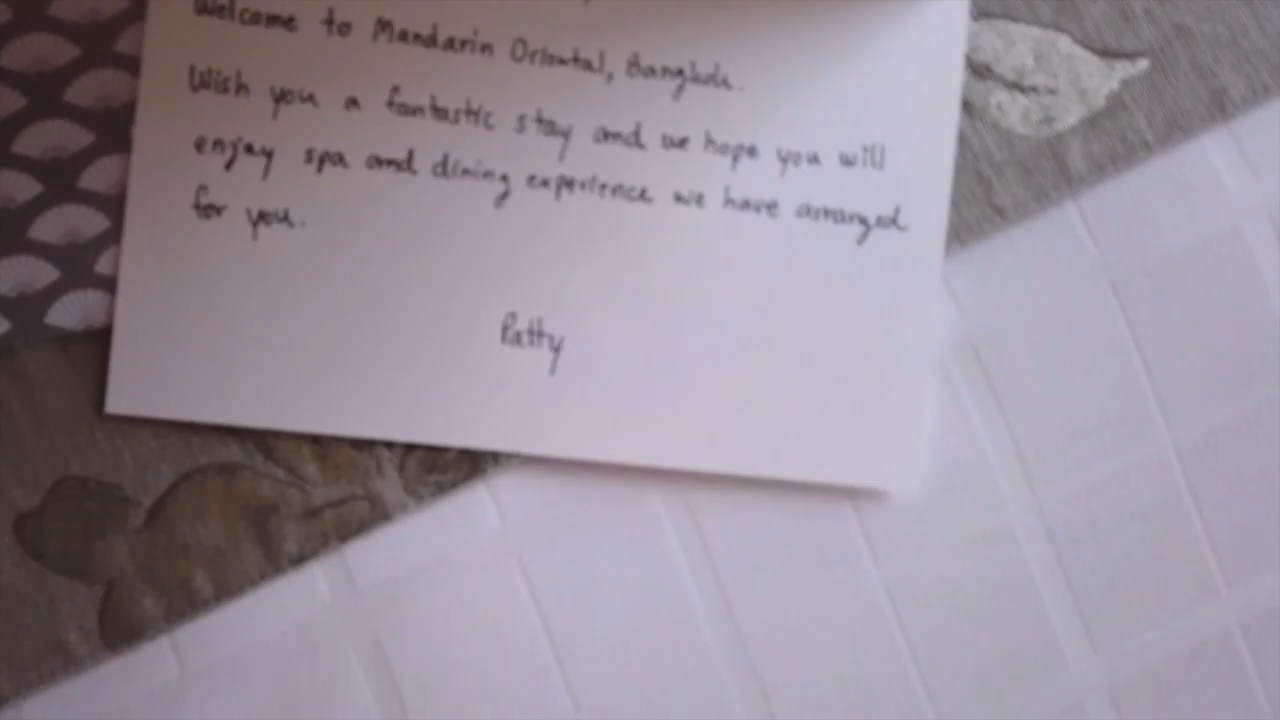 Welcome to Mandarin Oriental, Bangkok.
Wish you a fantastic stay and we hope you will
enjoy spa and dining experience we have arranged
for you.
Patty